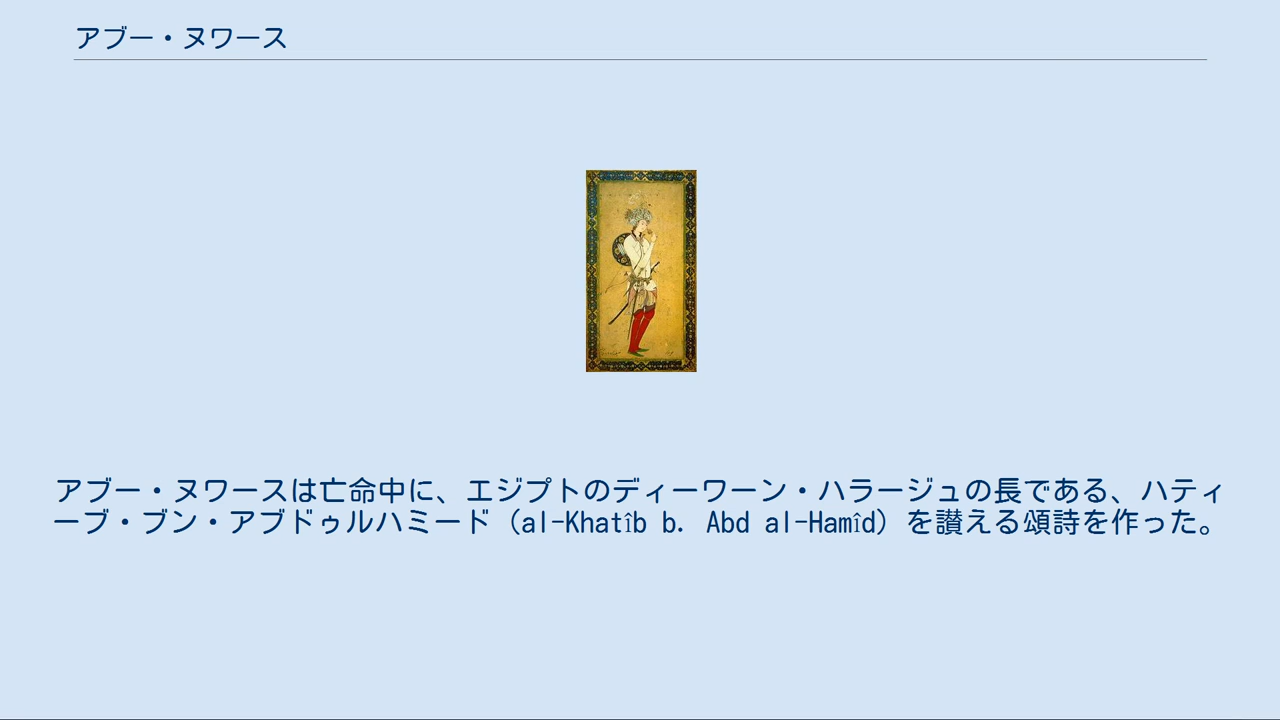 アブー・ヌワース
アブー・ヌワースは亡命中に、エジプトのディーワーン・ハラージュの長である、ハティ
ーブ・ブン・アブドゥルハミード（al-Khatîb b. Abd al-Hamîd）を讃える頌詩を作った。